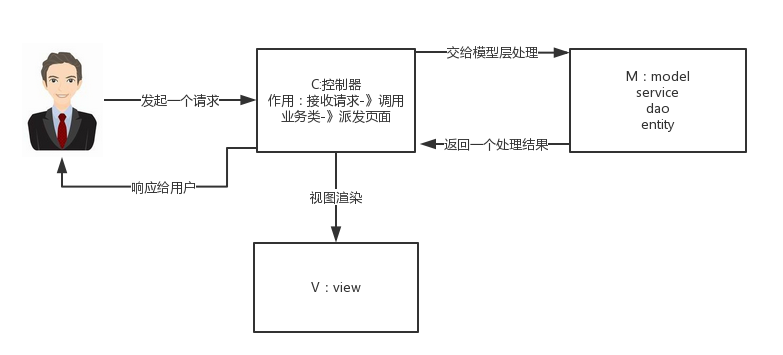 发起一个请求
C:控制器
作用：接收请求-》调用
业务类-》派发页面
交给模型层处理
M：model
service
dao
entity
返回一个处理结果
响应给用户
视图渲染
V：view